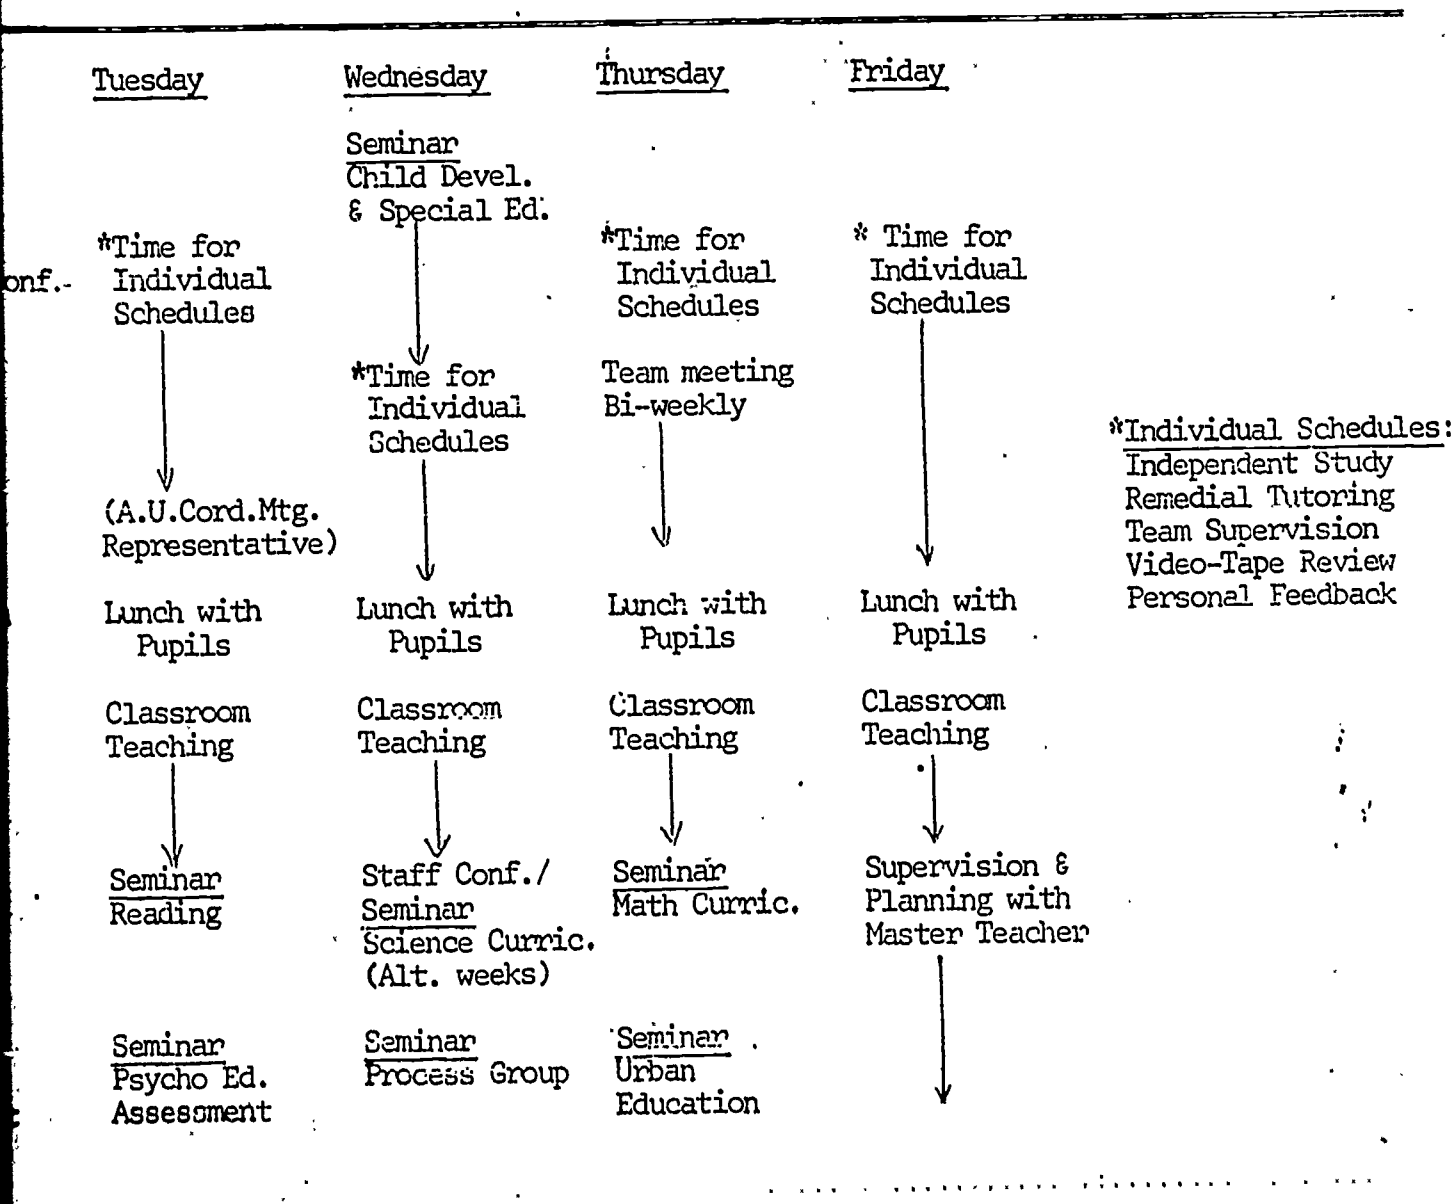 Tuesday
Wednesday
Thursday
Friday
Seminar
Child Devel.
& Special Ed.
*Time for
Individual
Schedules
(A.U.Cord.Mtg.
Representative)
Lunch with
Pupils
Classroom
Teaching
Seminar
Reading
Seminar
Psycho Ed.
Assessment
*Time for
Individual
Schedules
Lunch with
Pupils
Classroom
Teaching
Staff Conf./
Seminar
Science Curric.
(Alt. weeks)
Seminar
Process Group
*Time for
Individual
Schedules
Team meeting
Bi-weekly
Lunch with
Pupils
Classroom
Teaching
Seminar
Math Curric.
Seminar
Urban
Education
* Time for
Individual
Schedules
Lunch with
Pupils
Classroom
Teaching
Supervision &
Planning with
Master Teacher
*Individual Schedules:
Independent Study
Remedial Tutoring
Team Supervision
Video-Tape Review
Personal Feedback